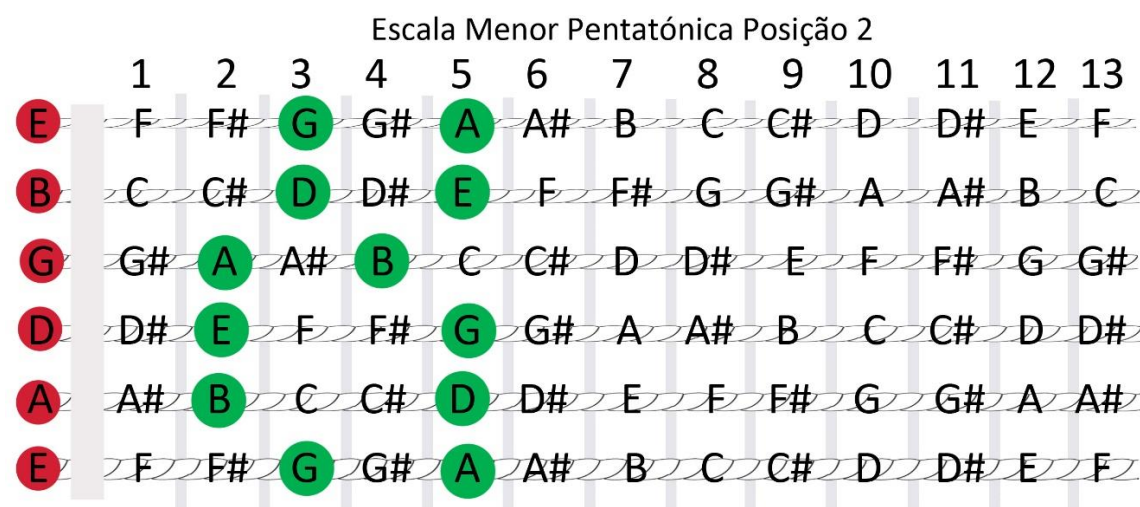 Escala Menor Pentatónica Posição 2
1 2 3 4 5 6 7 8 9 10 11 12 13
E F F# G G# A A# B C C# D D# E F
B C C# D D# E F F# G G# A A# B C
G G# A A# B C C# D D# E F F# G G#
D D# E F F# G G# A A# B C C# D D#
A A# B C C# D D# E F F# G G# A A#
E F F# G G# A A# B C C# D D# E F